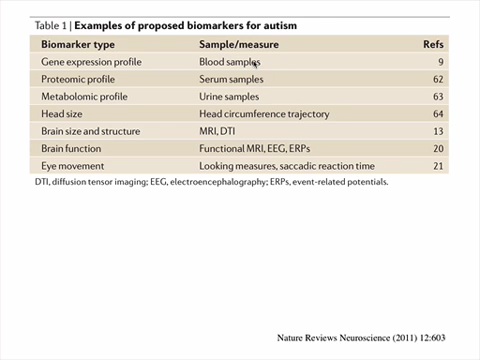 Table 1 | Examples of proposed biomarkers for autism
Biomarker type Sample/measure Refs
Gene expression profile Blood samples 9
Proteomic profile Serum samples 62
Metabolomic profile Urine samples 63
Head size Head circumference trajectory 64
Brain size and structure MRI, DTI 13
Brain function Functional MRI, EEG, ERPs 20
Eye movement Looking measures, saccadic reaction time 21
DTI, diffusion tensor imaging; EEG, electroencephalography; ERPs, event-related potentials.
Nature Reviews Neuroscience (2011) 12:603